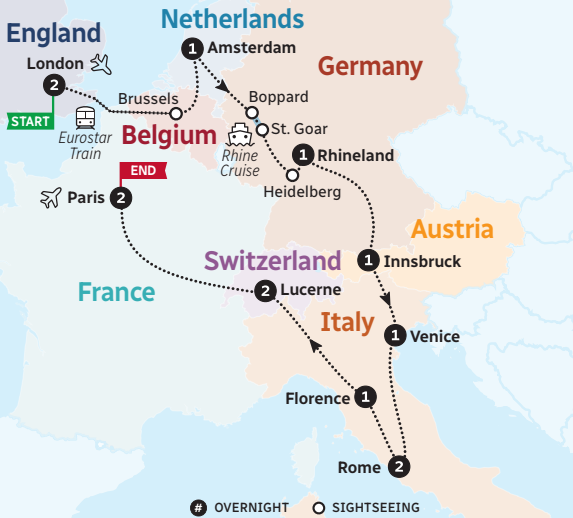 England
Netherlands
London
1
Amsterdam
2
Germany
START
Brussels
Boppard
Eurostar
Train
Belgium
St. Goar
Rhine
Cruise
1
Rhineland
END
Heidelberg
Paris
2
Austria
Switzerland
1
Innsbruck
France
2
Lucerne
Italy
1
Venice
Florence
1
Rome
2
# OVERNIGHT
SIGHTSEEING